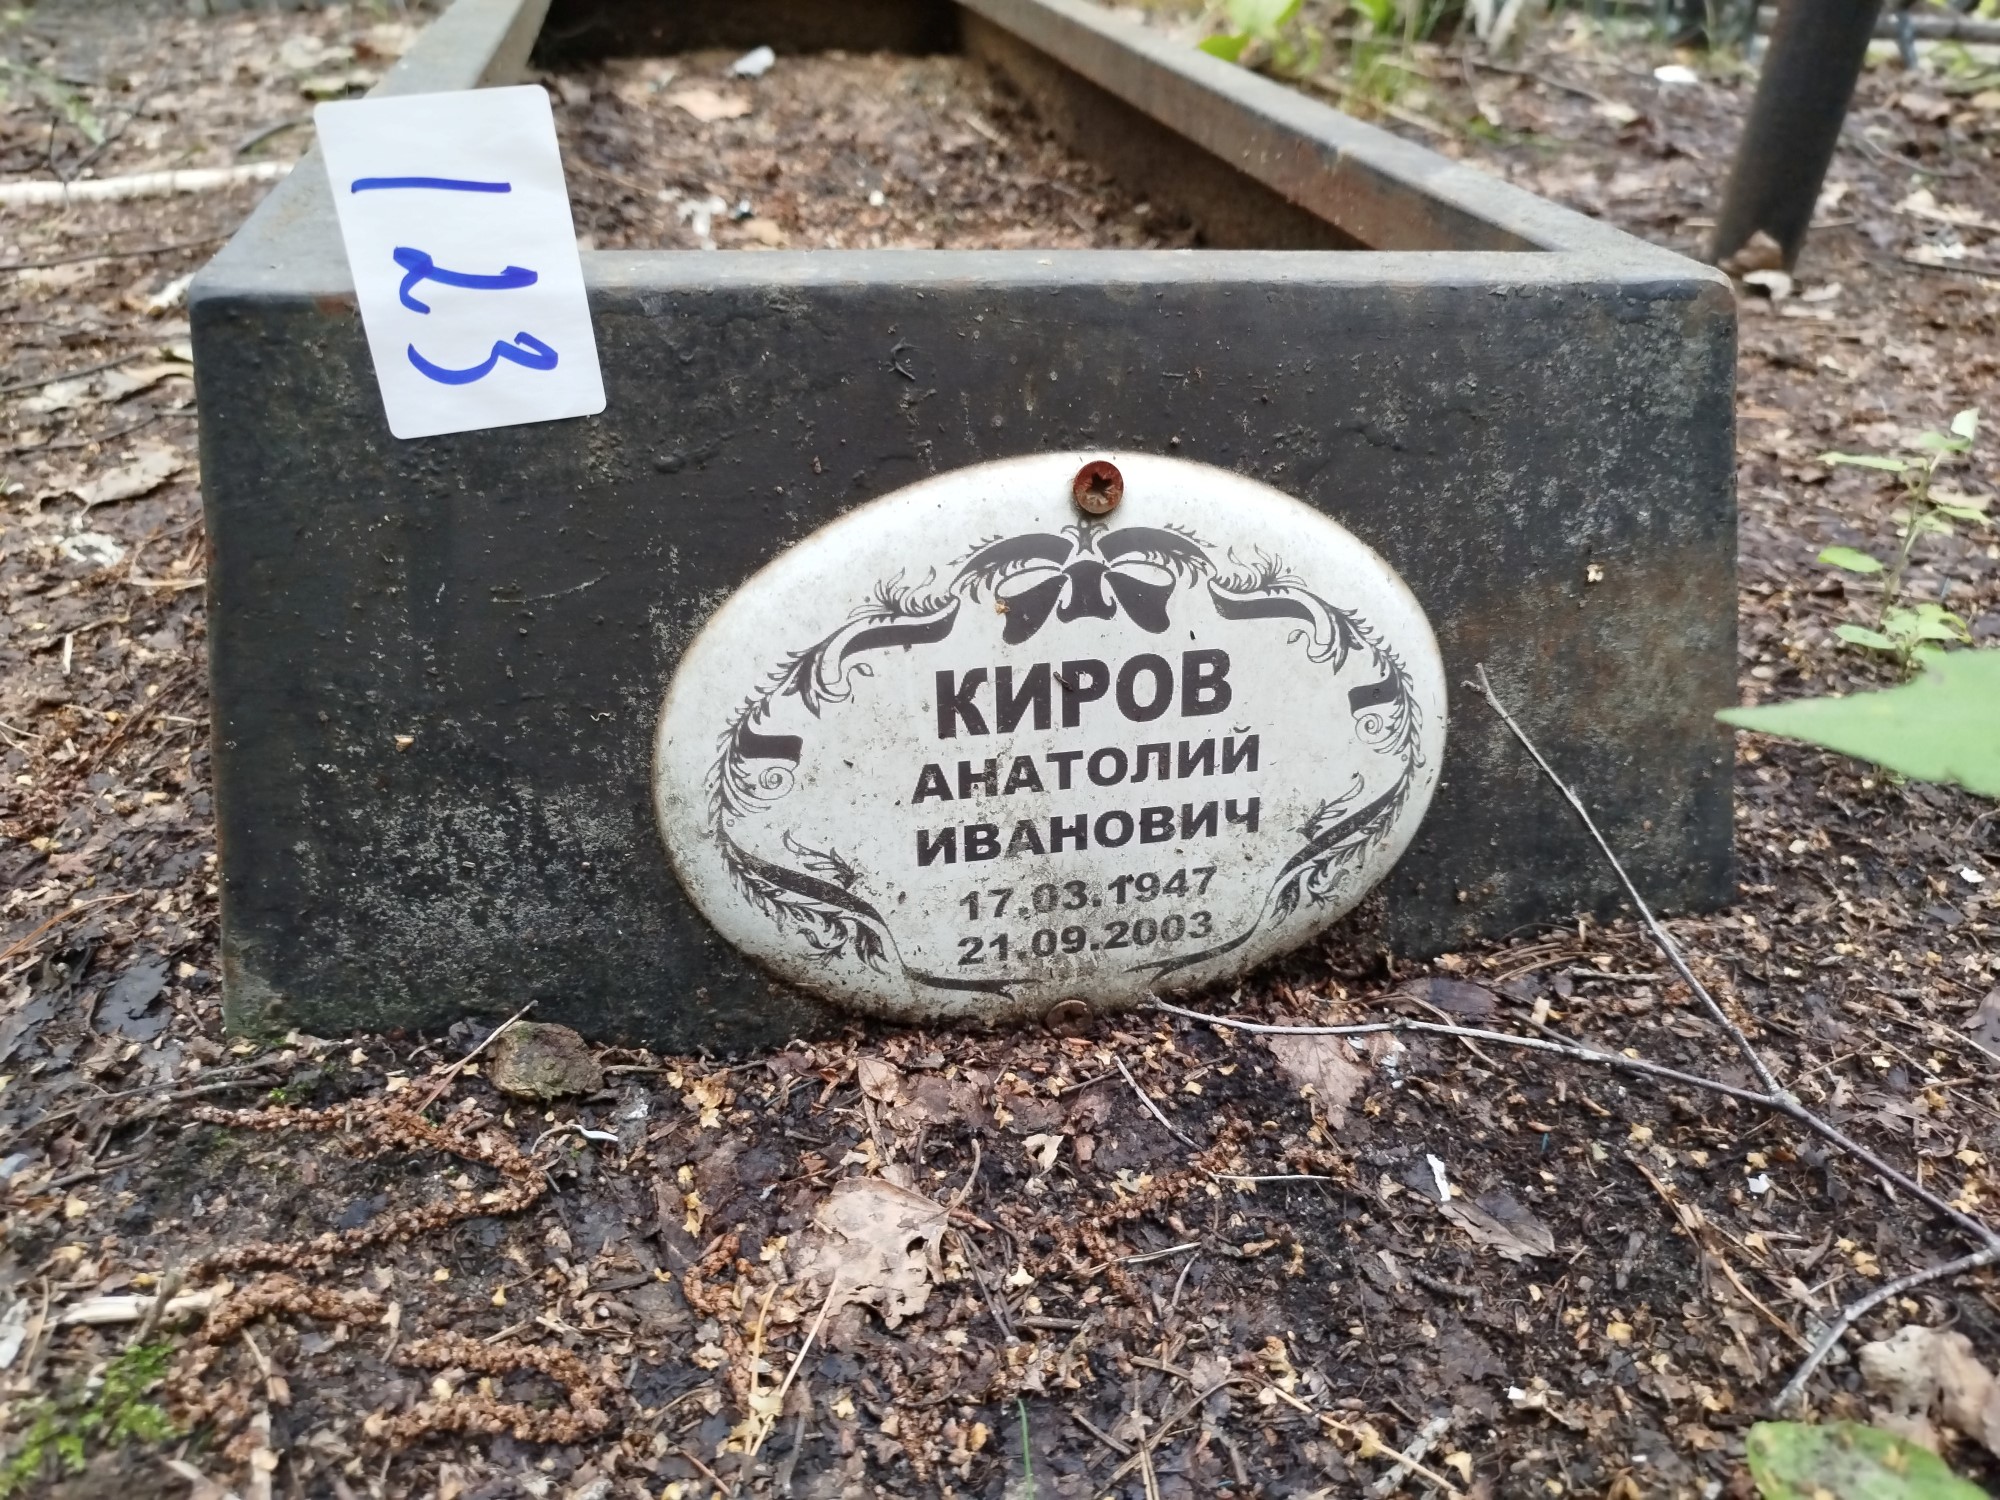 123
КИРОВ
АНАТОЛИЙ
ИВАНОВИЧ
17.03.1947
21.09.2003